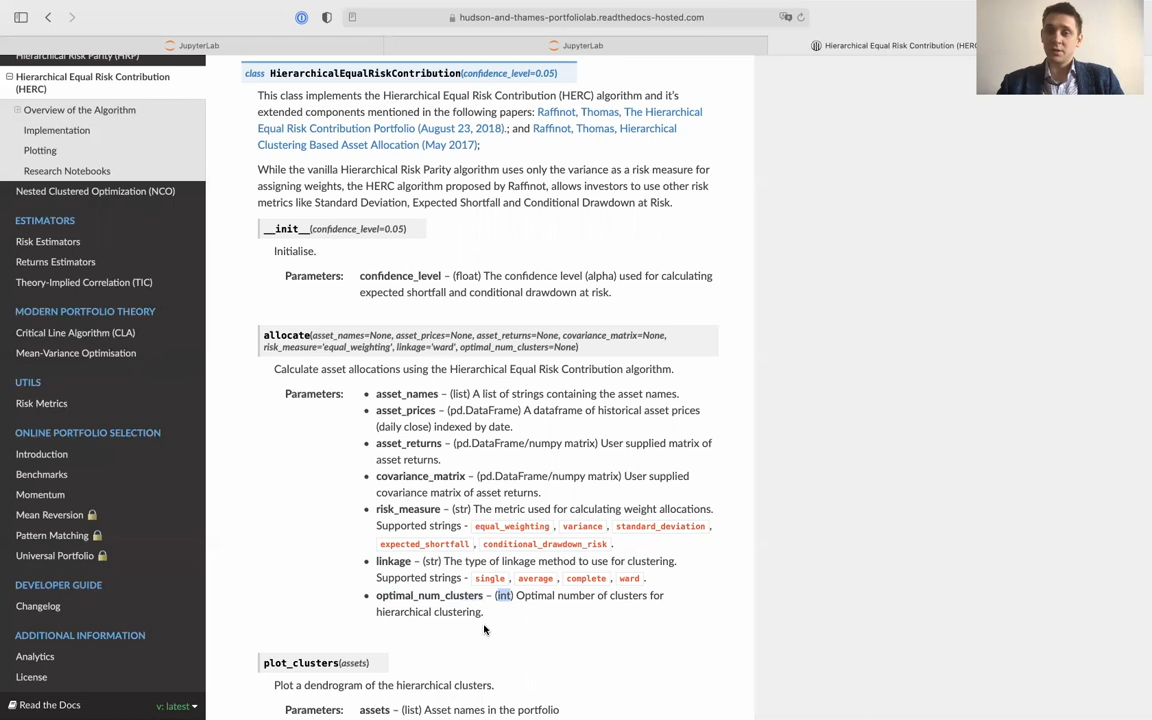 hudson-and-thames-portfoliolab.readthedocs-hosted.com
JupyterLab
JupyterLab
Hierarchical Equal Risk Contribution (HERC
Hierarchical Risk Parity (HRP)
Hierarchical Equal Risk Contribution
(HERC)
Overview of the Algorithm
Implementation
Plotting
Research Notebooks
Nested Clustered Optimization (NCO)
ESTIMATORS
Risk Estimators
Returns Estimators
Theory-Implied Correlation (TIC)
MODERN PORTFOLIO THEORY
Critical Line Algorithm (CLA)
Mean-Variance Optimisation
UTILS
Risk Metrics
ONLINE PORTFOLIO SELECTION
Introduction
Benchmarks
Momentum
Mean Reversion
Pattern Matching
Universal Portfolio
DEVELOPER GUIDE
Changelog
ADDITIONAL INFORMATION
Analytics
License
Read the Docs
v: latest
class HierarchicalEqualRiskContribution(confidence_level=0.05)
This class implements the Hierarchical Equal Risk Contribution (HERC) algorithm and it's
extended components mentioned in the following papers: Raffinot, Thomas, The Hierarchical
Equal Risk Contribution Portfolio (August 23, 2018).; and Raffinot, Thomas, Hierarchical
Clustering Based Asset Allocation (May 2017);
While the vanilla Hierarchical Risk Parity algorithm uses only the variance as a risk measure for
assigning weights, the HERC algorithm proposed by Raffinot, allows investors to use other risk
metrics like Standard Deviation, Expected Shortfall and Conditional Drawdown at Risk.
__init__(confidence_level=0.05)
Initialise.
Parameters: confidence_level – (float) The confidence level (alpha) used for calculating
expected shortfall and conditional drawdown at risk.
allocate(asset_names=None, asset_prices=None, asset_returns=None, covariance_matrix=None,
risk_measure='equal_weighting', linkage='ward', optimal_num_clusters=None)
Calculate asset allocations using the Hierarchical Equal Risk Contribution algorithm.
Parameters: • asset_names – (list) A list of strings containing the asset names.
• asset_prices – (pd.DataFrame) A dataframe of historical asset prices
(daily close) indexed by date.
• asset_returns – (pd.DataFrame/numpy matrix) User supplied matrix of
asset returns.
• covariance_matrix – (pd.DataFrame/numpy matrix) User supplied
covariance matrix of asset returns.
• risk_measure – (str) The metric used for calculating weight allocations.
Supported strings - equal_weighting , variance , standard_deviation ,
expected_shortfall , conditional_drawdown_risk .
• linkage – (str) The type of linkage method to use for clustering.
Supported strings - single , average , complete , ward .
• optimal_num_clusters – (int) Optimal number of clusters for
hierarchical clustering.
plot_clusters(assets)
Plot a dendrogram of the hierarchical clusters.
Parameters: assets – (list) Asset names in the portfolio